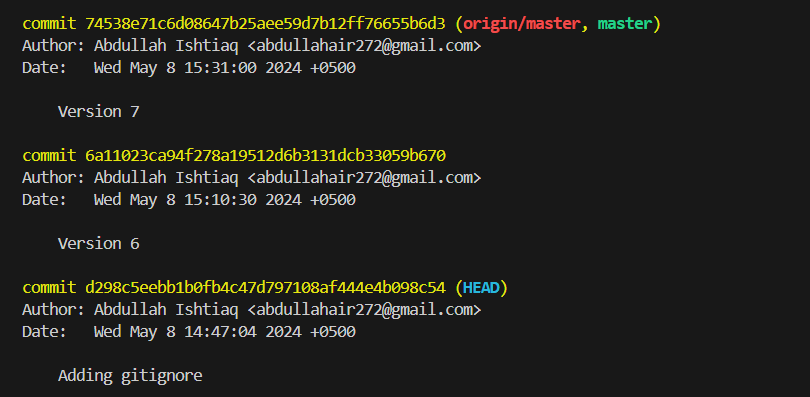 commit 74538e71c6d08647b25aee59d7b12ff76655b6d3 (origin/master, master)
Author: Abdullah Ishtiaq <abdullahair272@gmail.com>
Date:   Wed May 8 15:31:00 2024 +0500
    Version 7
commit 6a11023ca94f278a19512d6b3131dcb33059b670
Author: Abdullah Ishtiaq <abdullahair272@gmail.com>
Date:   Wed May 8 15:10:30 2024 +0500
    Version 6
commit d298c5eebb1b0fb4c47d797108af444e4b098c54 (HEAD)
Author: Abdullah Ishtiaq <abdullahair272@gmail.com>
Date:   Wed May 8 14:47:04 2024 +0500
    Adding gitignore